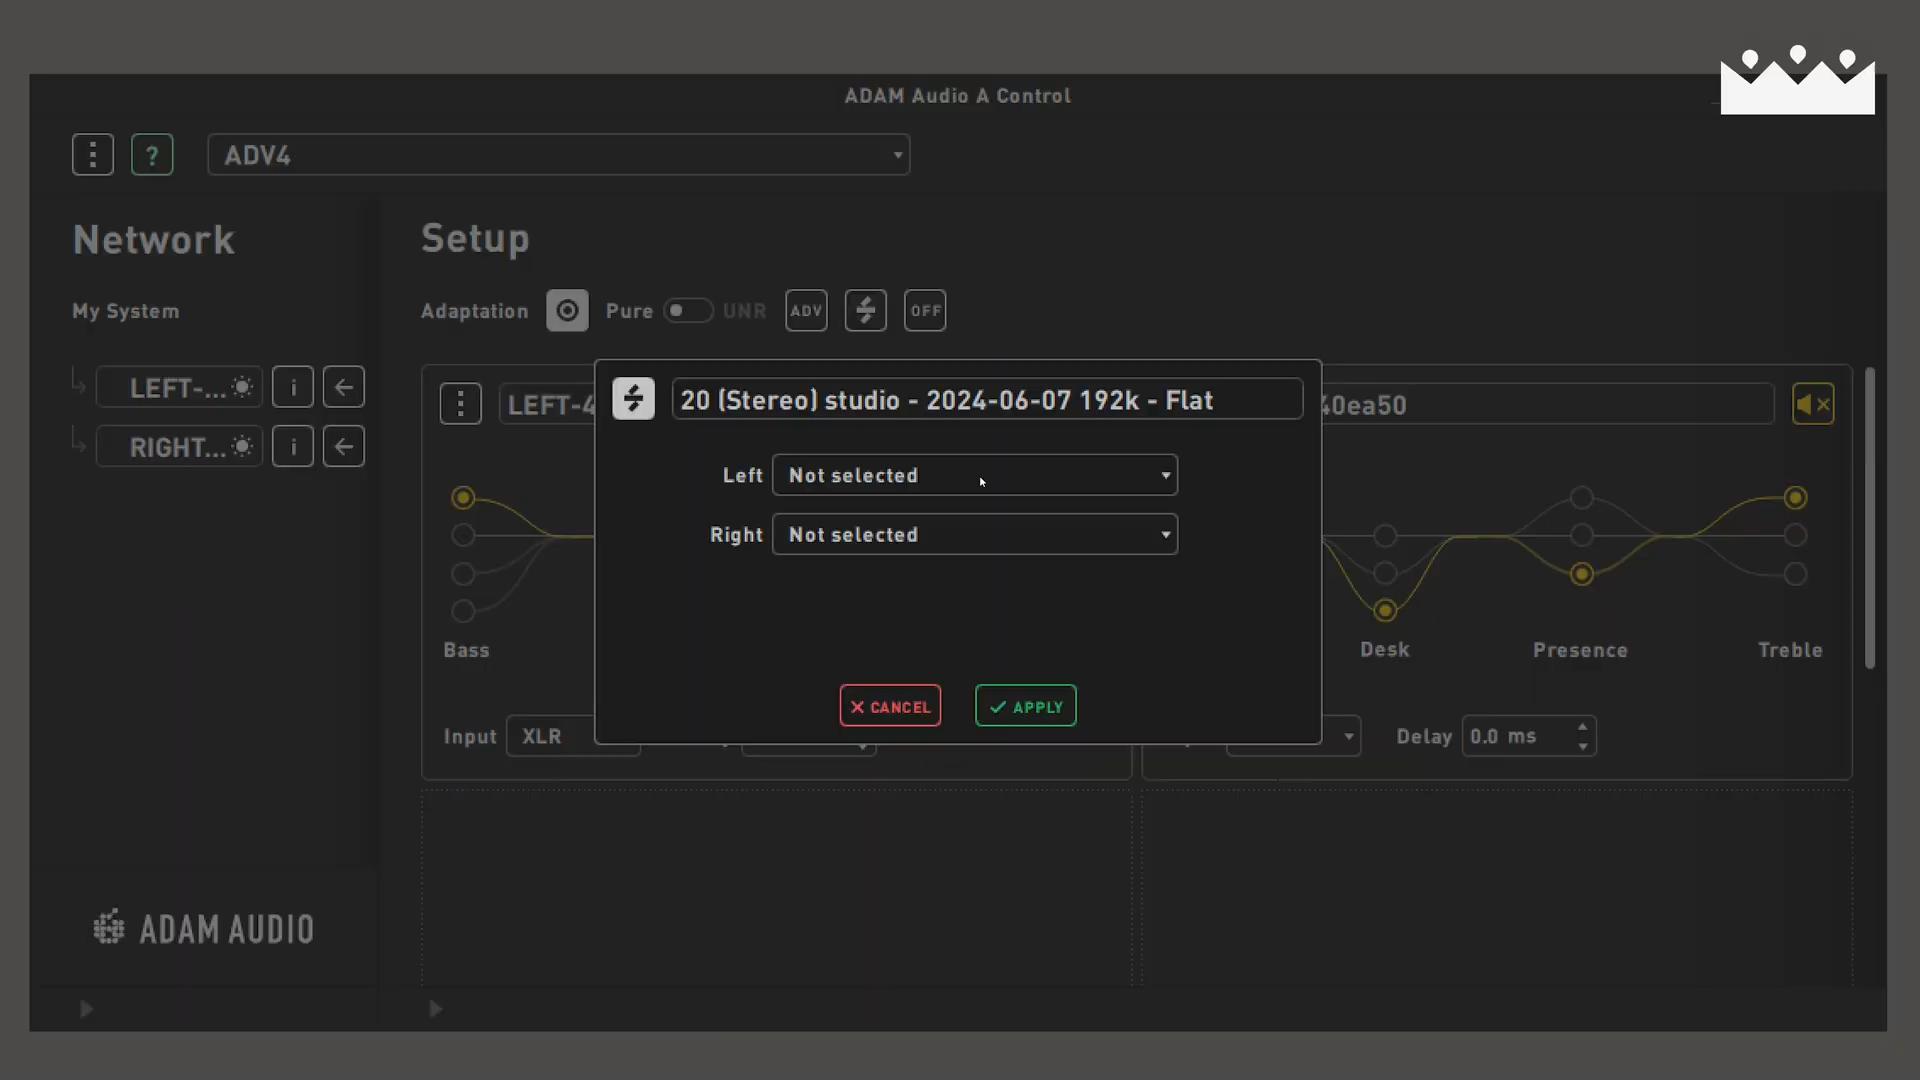 ADAM Audio A Control
?
ADV4
Network
Setup
My System
Adaptation
Pure
UNR
ADV
OFF
LEFT-...
i
RIGHT...
i
LEFT-4
20 (Stereo) studio - 2024-06-07 192k - Flat
40ea50
Left
Not selected
Right
Not selected
Bass
Desk
Presence
Treble
CANCEL
APPLY
Input
XLR
Delay
0.0 ms
ADAM AUDIO